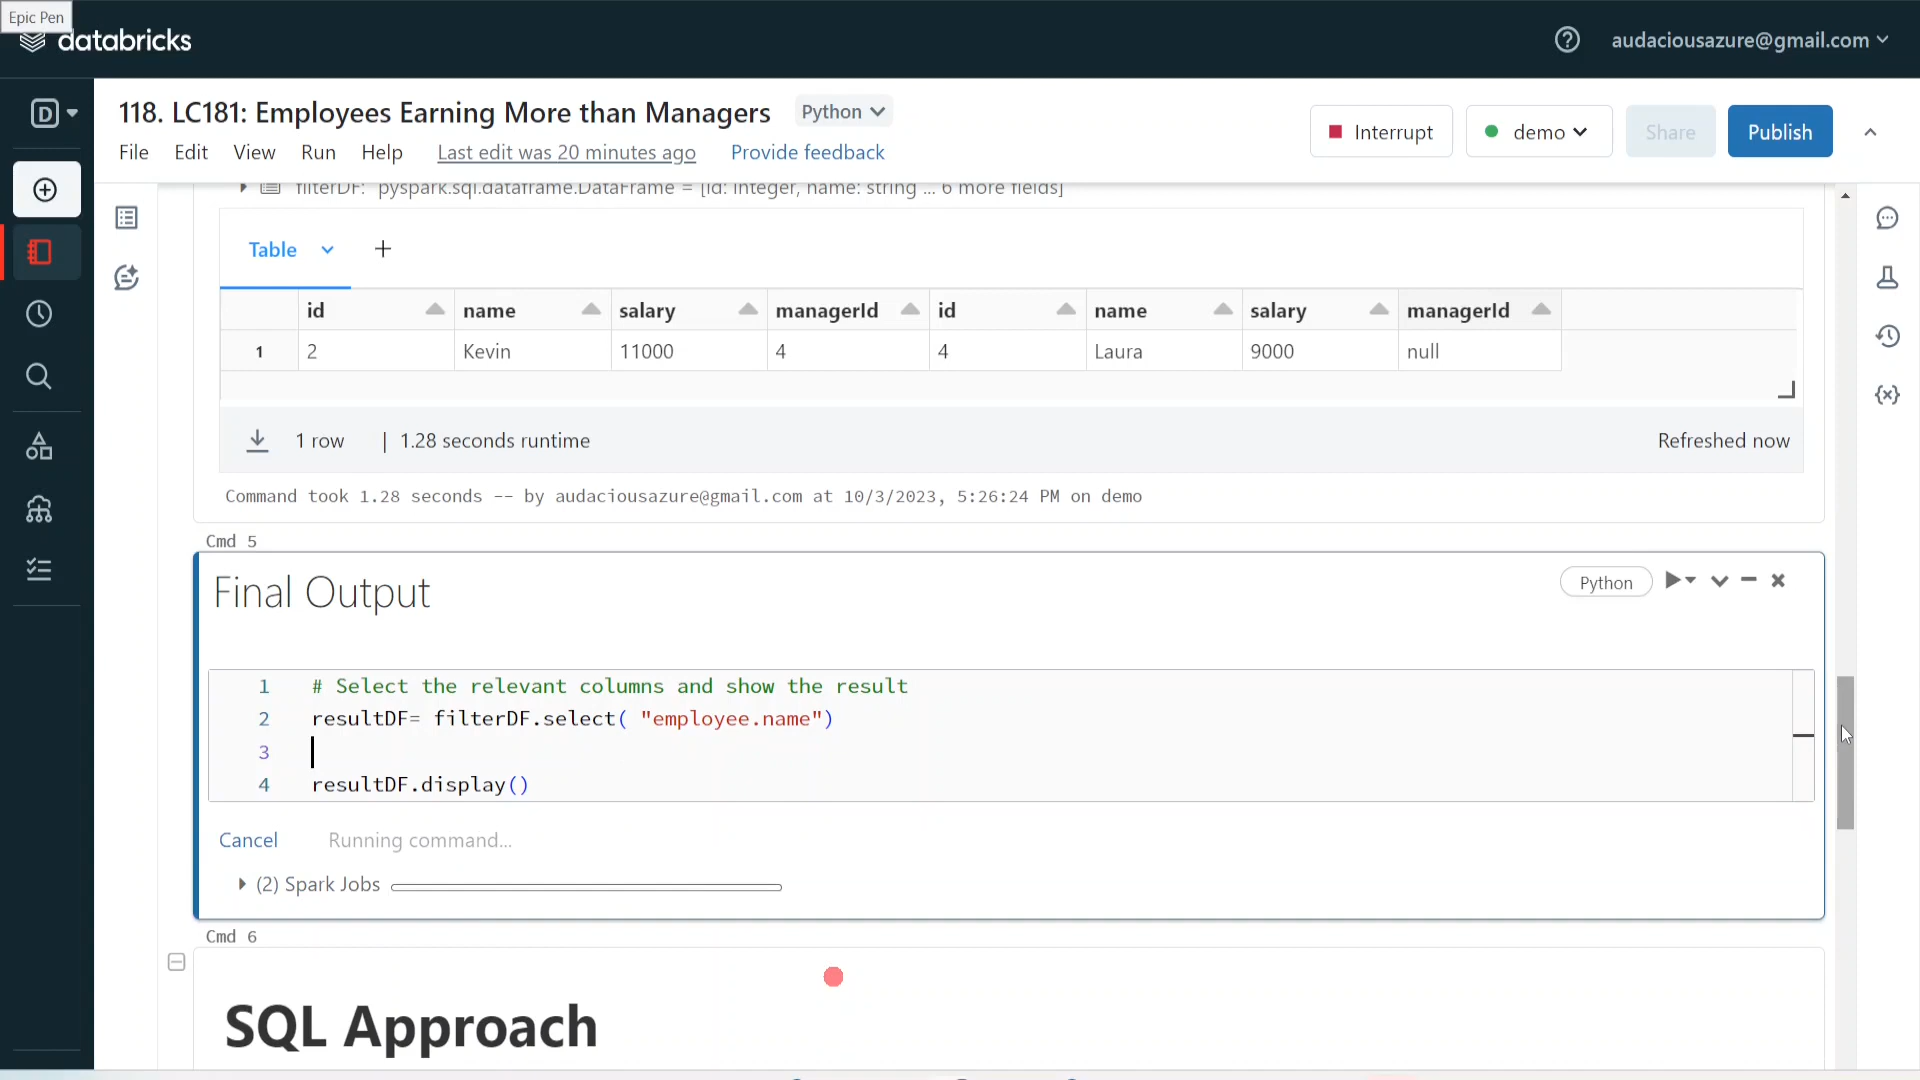 Epic Pen
databricks
audaciousazure@gmail.com
D
118. LC181: Employees Earning More than Managers
Python
Interrupt
demo
Share
Publish
File Edit View Run Help Last edit was 20 minutes ago Provide feedback
filterDF: pyspark.sql.dataframe.DataFrame = [id: integer, name: string ... 6 more fields]
Table +
id name salary managerId id name salary managerId
1 2 Kevin 11000 4 4 Laura 9000 null
1 row | 1.28 seconds runtime Refreshed now
Command took 1.28 seconds -- by audaciousazure@gmail.com at 10/3/2023, 5:26:24 PM on demo
Cmd 5
Final Output
Python
1 # Select the relevant columns and show the result
2 resultDF= filterDF.select( "employee.name")
3
4 resultDF.display()
Cancel Running command...
(2) Spark Jobs
Cmd 6
SQL Approach